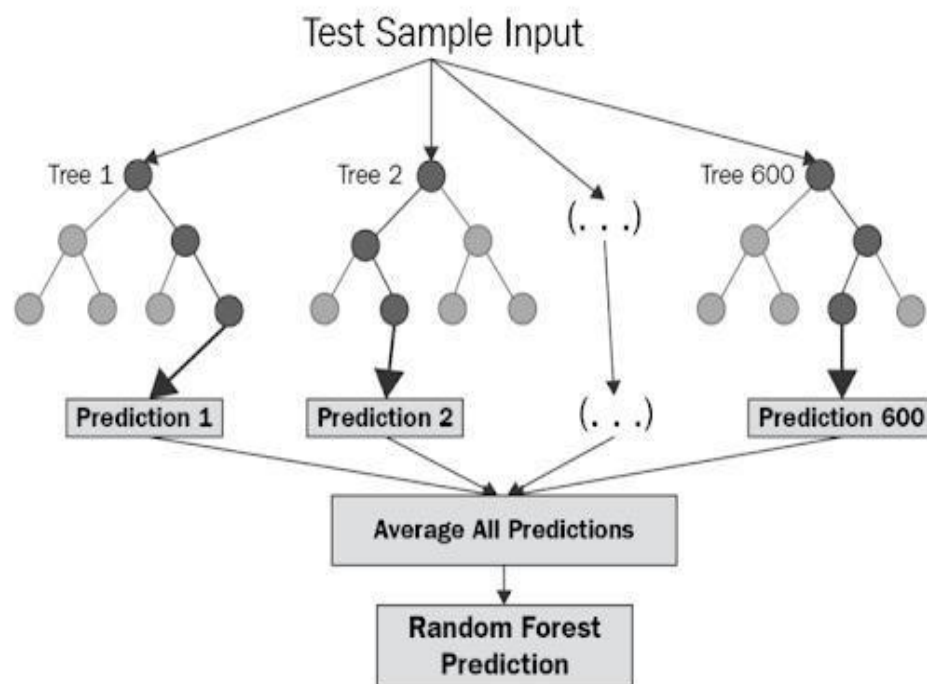 Test Sample Input
Tree 1
Tree 2
Tree 600
(. . .)
Prediction 1
Prediction 2
(. . .)
Prediction 600
Average All Predictions
Random Forest
Prediction